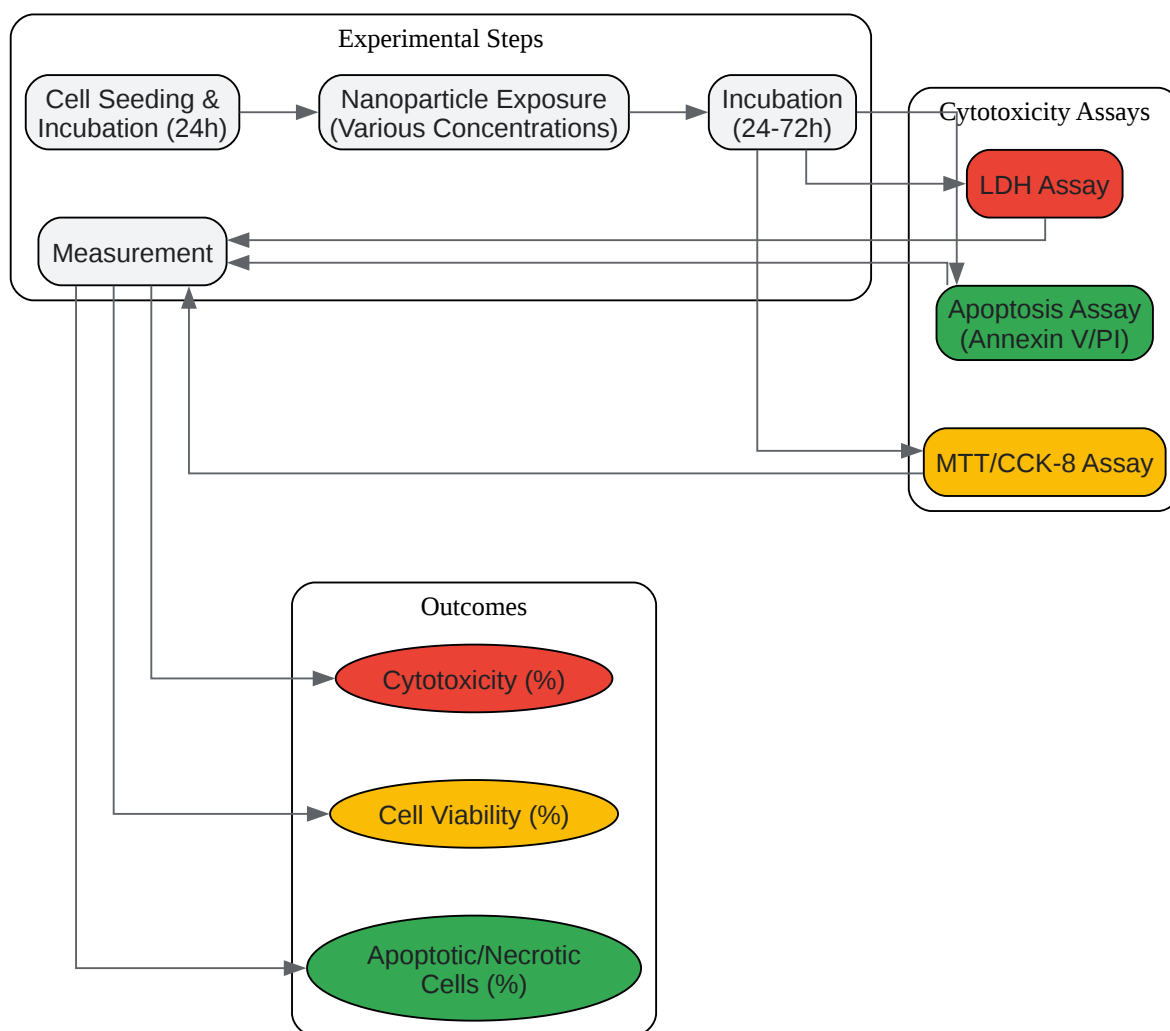 Experimental Steps
Cell Seeding &
Incubation (24h)
Nanoparticle Exposure
(Various Concentrations)
Incubation
(24-72h)
Measurement
Cytotoxicity Assays
LDH Assay
Apoptosis Assay
(Annexin V/PI)
MTT/CCK-8 Assay
Outcomes
Cytotoxicity (%)
Cell Viability (%)
Apoptotic/Necrotic
Cells (%)